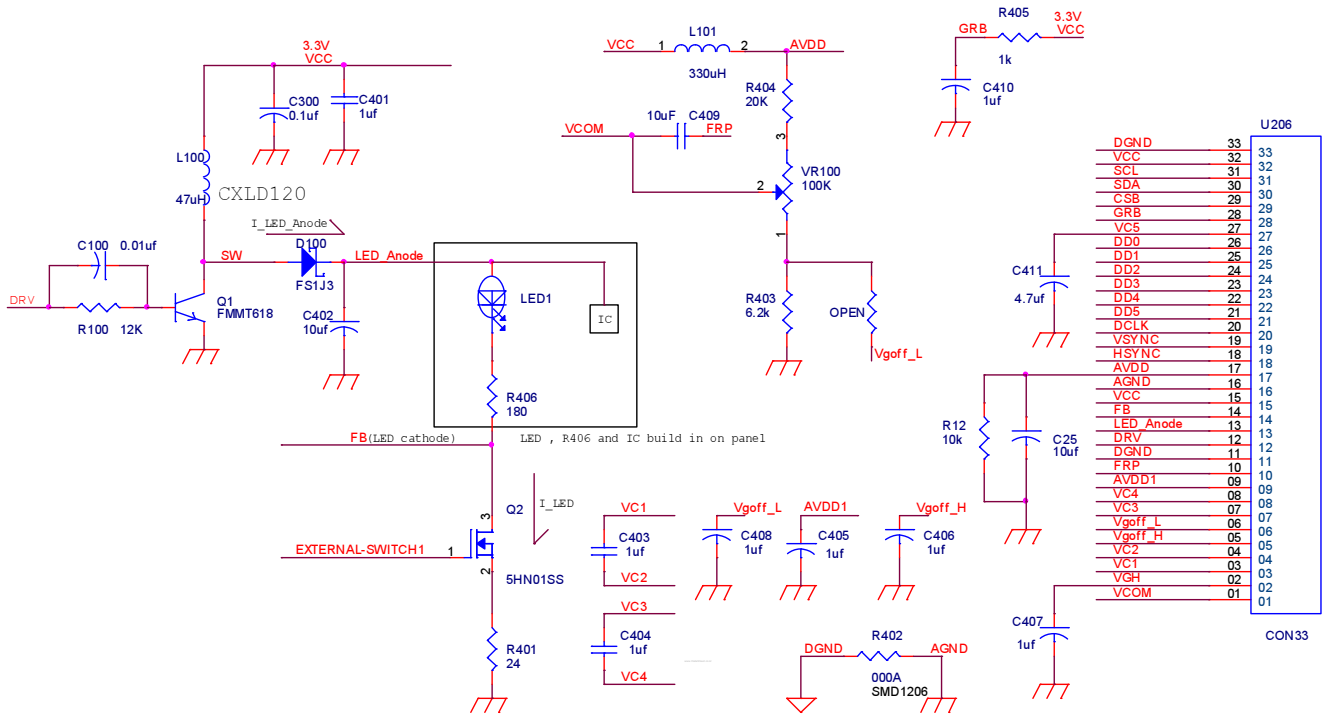 3.3V
VCC
C300
0.1uf
C401
1uf
L100
47uH
CXLD120
I_LED_Anode
C100
0.01uf
SW
D100
FS1J3
LED_Anode
DRV
R100
12K
Q1
FMMT618
C402
10uf
LED1
IC
R406
180
FB(LED cathode)
LED , R406 and IC build in on panel
I_LED
Q2
3
EXTERNAL-SWITCH1
1
2
5HN01SS
R401
24
VCC
1
L101
2
AVDD
330uH
R404
20K
10uF
C409
VCOM
FRP
3
2
VR100
100K
1
R403
6.2k
OPEN
Vgoff_L
GRB
R405
3.3V
VCC
1k
C410
1uf
VC1
C403
1uf
VC2
VC3
C404
1uf
VC4
Vgoff_L
C408
1uf
AVDD1
C405
1uf
Vgoff_H
C406
1uf
DGND
R402
AGND
000A
SMD1206
C411
4.7uf
R12
10k
C25
10uf
C407
1uf
U206
DGND 33 33
VCC 32 32
SCL 31 31
SDA 30 30
CSB 29 29
GRB 28 28
VC5 27 27
DD0 26 26
DD1 25 25
DD2 24 24
DD3 23 23
DD4 22 22
DD5 21 21
DCLK 20 20
VSYNC 19 19
HSYNC 18 18
AVDD 17 17
AGND 16 16
VCC 15 15
FB 14 14
LED_Anode 13 13
DRV 12 12
DGND 11 11
FRP 10 10
AVDD1 09 09
VC4 08 08
VC3 07 07
Vgoff_L 06 06
Vgoff_H 05 05
VC2 04 04
VC1 03 03
VGH 02 02
VCOM 01 01
CON33